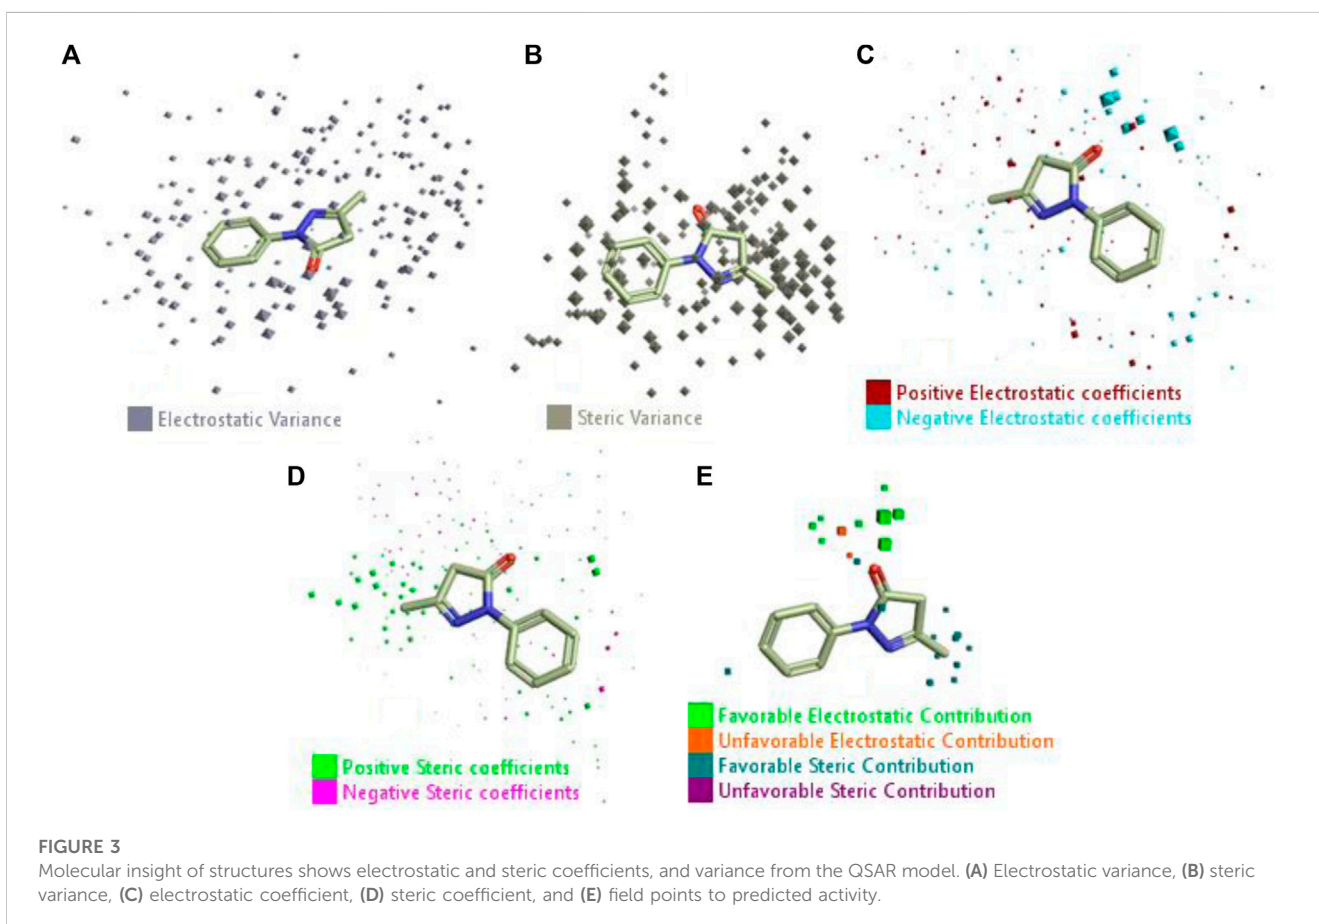 A
B
C
Electrostatic Variance
Steric Variance
Positive Electrostatic coefficients
Negative Electrostatic coefficients
D
E
Positive Steric coefficients
Negative Steric coefficients
Favorable Electrostatic Contribution
Unfavorable Electrostatic Contribution
Favorable Steric Contribution
Unfavorable Steric Contribution
FIGURE 3
Molecular insight of structures shows electrostatic and steric coefficients, and variance from the QSAR model. (A) Electrostatic variance, (B) steric
variance, (C) electrostatic coefficient, (D) steric coefficient, and (E) field points to predicted activity.